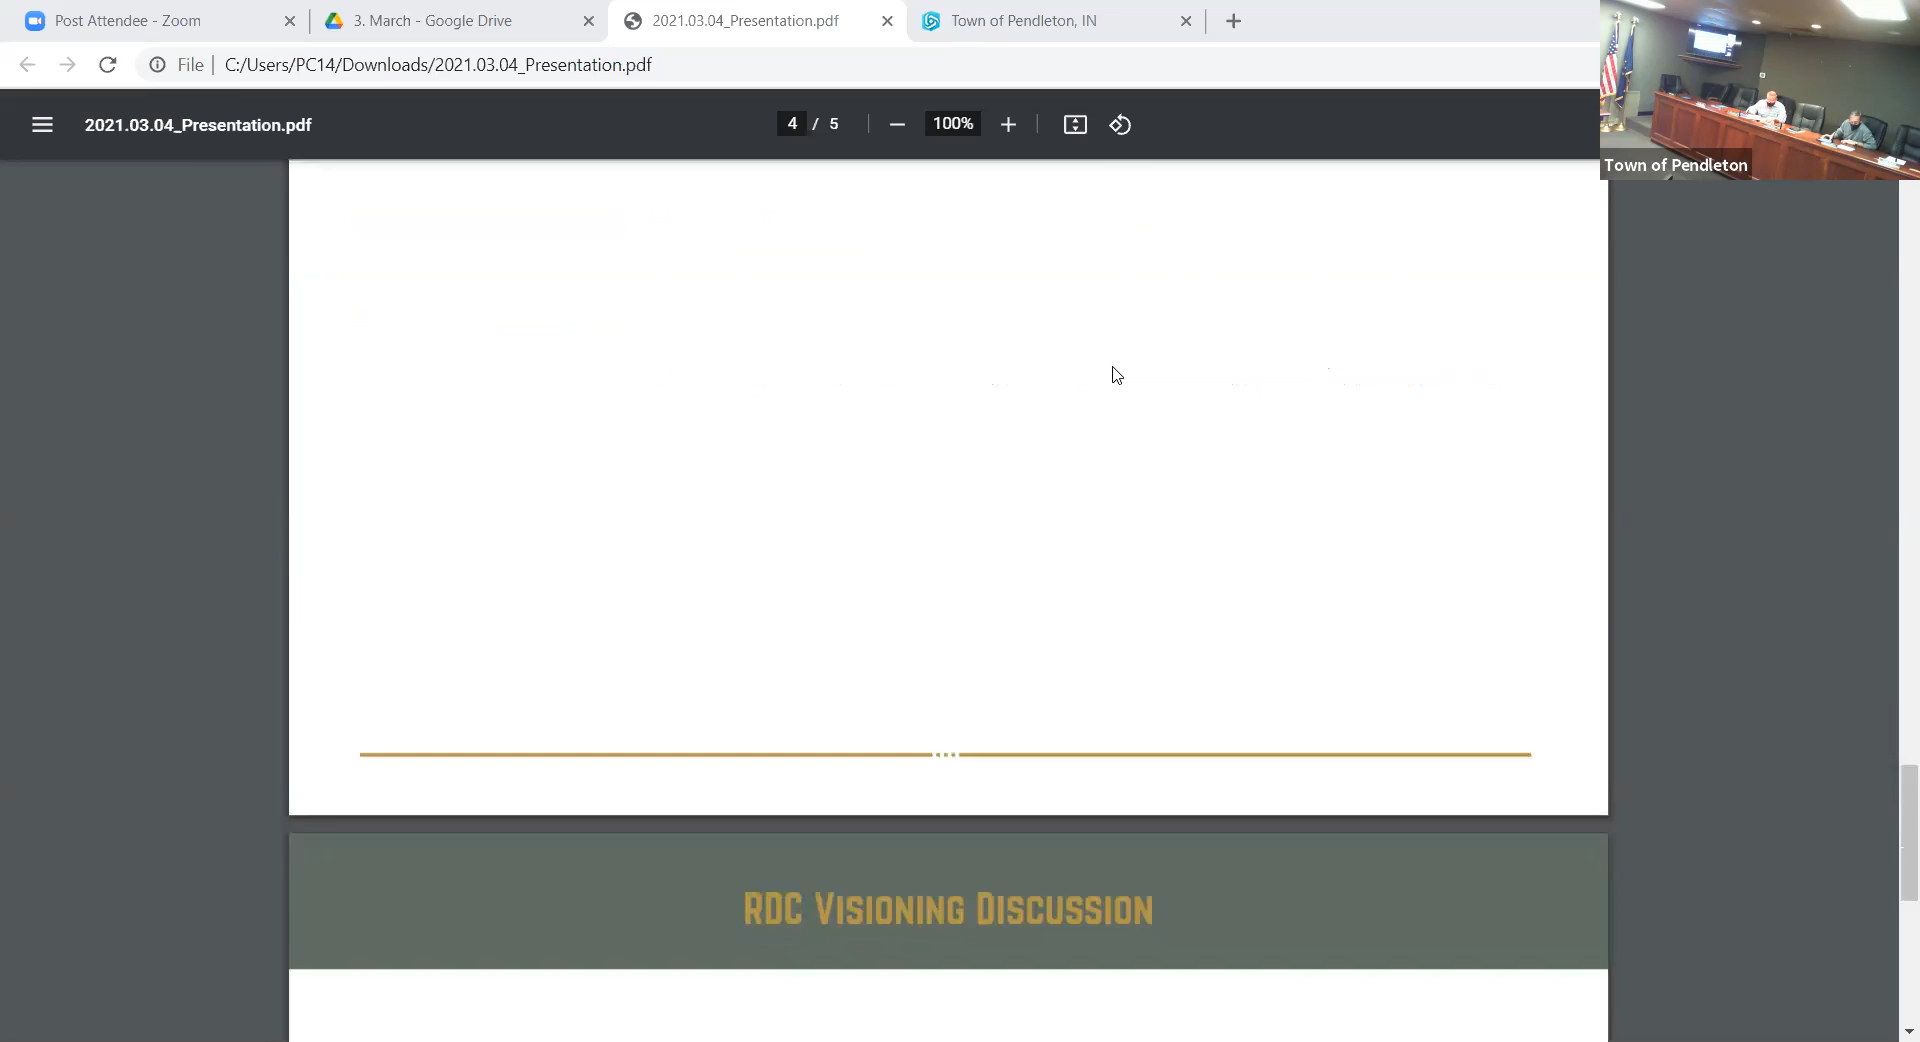 Post Attendee - Zoom
3. March - Google Drive
2021.03.04_Presentation.pdf
Town of Pendleton, IN
File
C:/Users/PC14/Downloads/2021.03.04_Presentation.pdf
2021.03.04_Presentation.pdf
4 / 5
100%
Town of Pendleton
RDC Visioning Discussion